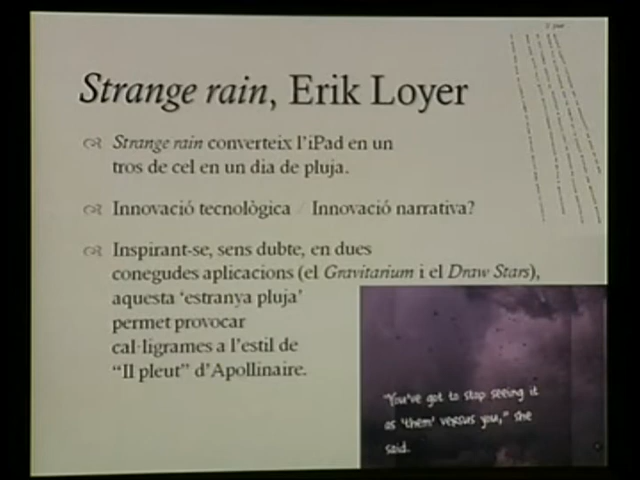 Strange rain, Erik Loyer
Strange rain converteix l'iPad en un
tros de cel en un dia de pluja.
Innovació tecnològica / Innovació narrativa?
Inspirant-se, sens dubte, en dues
conegudes aplicacions (el Gravitarium i el Draw Stars),
aquesta 'estranya pluja'
permet provocar
cal·ligrames a l'estil de
"Il pleut" d'Apollinaire.
"You've got to stop seeing it
as 'them' versus you," she
said.